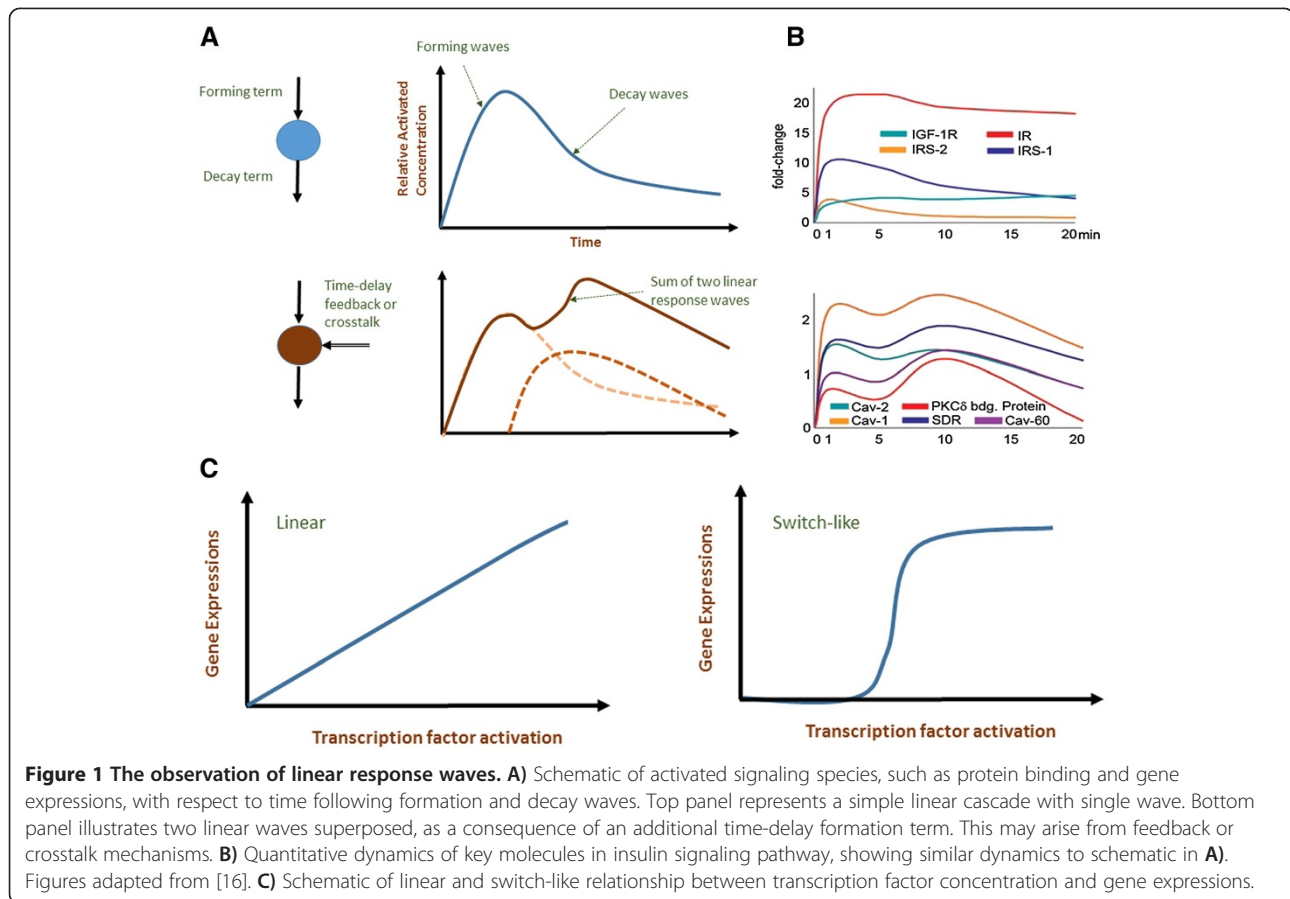 A
Forming term
Decay term
Forming waves
Decay waves
Relative Activated
Concentration
Time
B
fold-change
20
15
10
5
0
IGF-1R
IR
IRS-2
IRS-1
0 1 5 10 15 20 min
Time-delay
feedback or
crosstalk
Sum of two linear
response waves
2
1
0
Cav-2
PKCδ bdg. Protein
Cav-1
SDR
Cav-60
0 1 5 10 15 20
C
Linear
Gene Expressions
Transcription factor activation
Switch-like
Gene Expressions
Transcription factor activation
Figure 1 The observation of linear response waves. A) Schematic of activated signaling species, such as protein binding and gene
expressions, with respect to time following formation and decay waves. Top panel represents a simple linear cascade with single wave. Bottom
panel illustrates two linear waves superposed, as a consequence of an additional time-delay formation term. This may arise from feedback or
crosstalk mechanisms. B) Quantitative dynamics of key molecules in insulin signaling pathway, showing similar dynamics to schematic in A).
Figures adapted from [16]. C) Schematic of linear and switch-like relationship between transcription factor concentration and gene expressions.